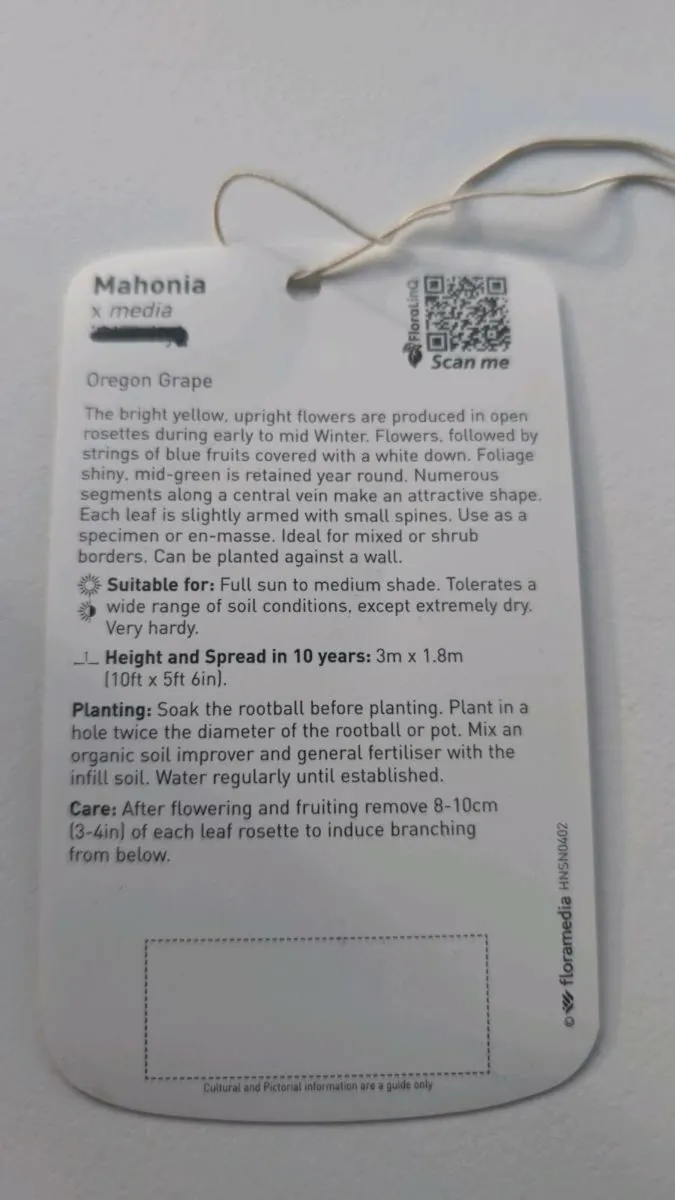 Mahonia
x media
FloraLinQ
Scan me
Oregon Grape
The bright yellow, upright flowers are produced in open
rosettes during early to mid Winter. Flowers, followed by
strings of blue fruits covered with a white down. Foliage
shiny, mid-green is retained year round. Numerous
segments along a central vein make an attractive shape.
Each leaf is slightly armed with small spines. Use as a
specimen or en-masse. Ideal for mixed or shrub
borders. Can be planted against a wall.
Suitable for: Full sun to medium shade. Tolerates a
wide range of soil conditions, except extremely dry.
Very hardy.
Height and Spread in 10 years: 3m x 1.8m
(10ft x 5ft 6in).
Planting: Soak the rootball before planting. Plant in a
hole twice the diameter of the rootball or pot. Mix an
organic soil improver and general fertiliser with the
infill soil. Water regularly until established.
Care: After flowering and fruiting remove 8-10cm
(3-4in) of each leaf rosette to induce branching
from below.
© floramedia HNSN0402
Cultural and Pictorial information are a guide only